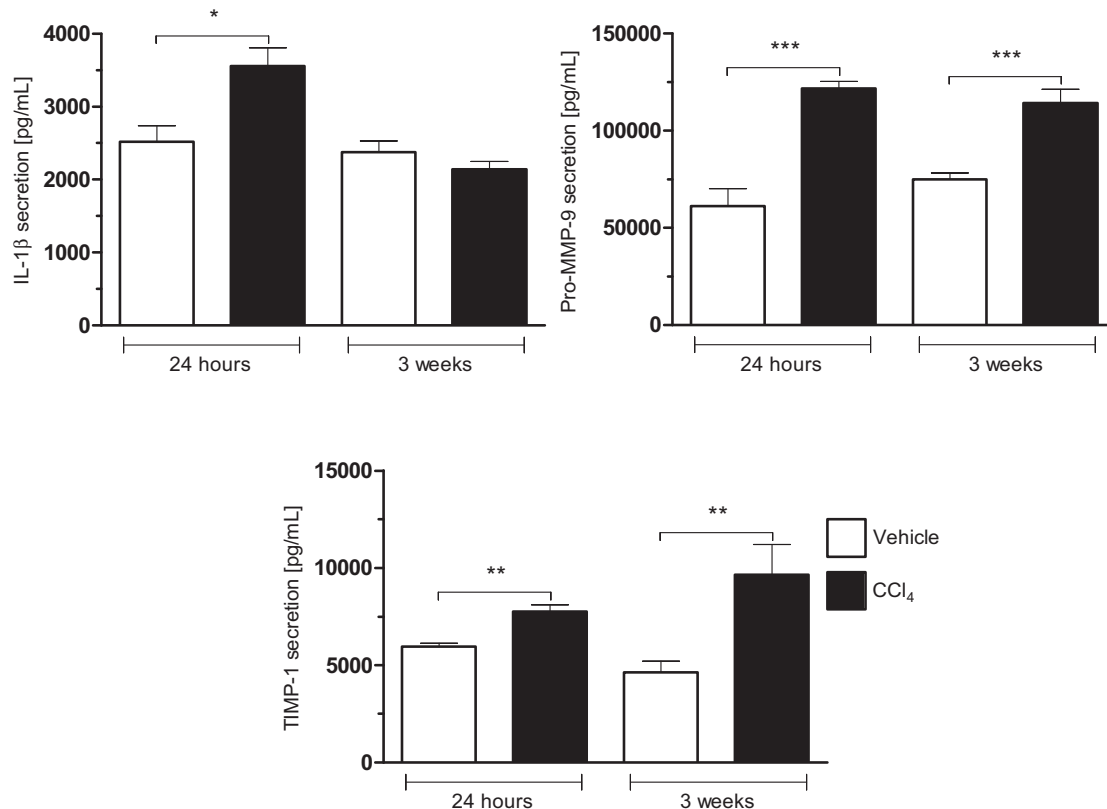 IL-1β secretion [pg/mL]
4000
3000
2000
1000
0
*
24 hours
3 weeks
Pro-MMP-9 secretion [pg/mL]
150000
100000
50000
0
***
***
24 hours
3 weeks
TIMP-1 secretion [pg/mL]
15000
10000
5000
0
**
**
24 hours
3 weeks
Vehicle
CCl₄